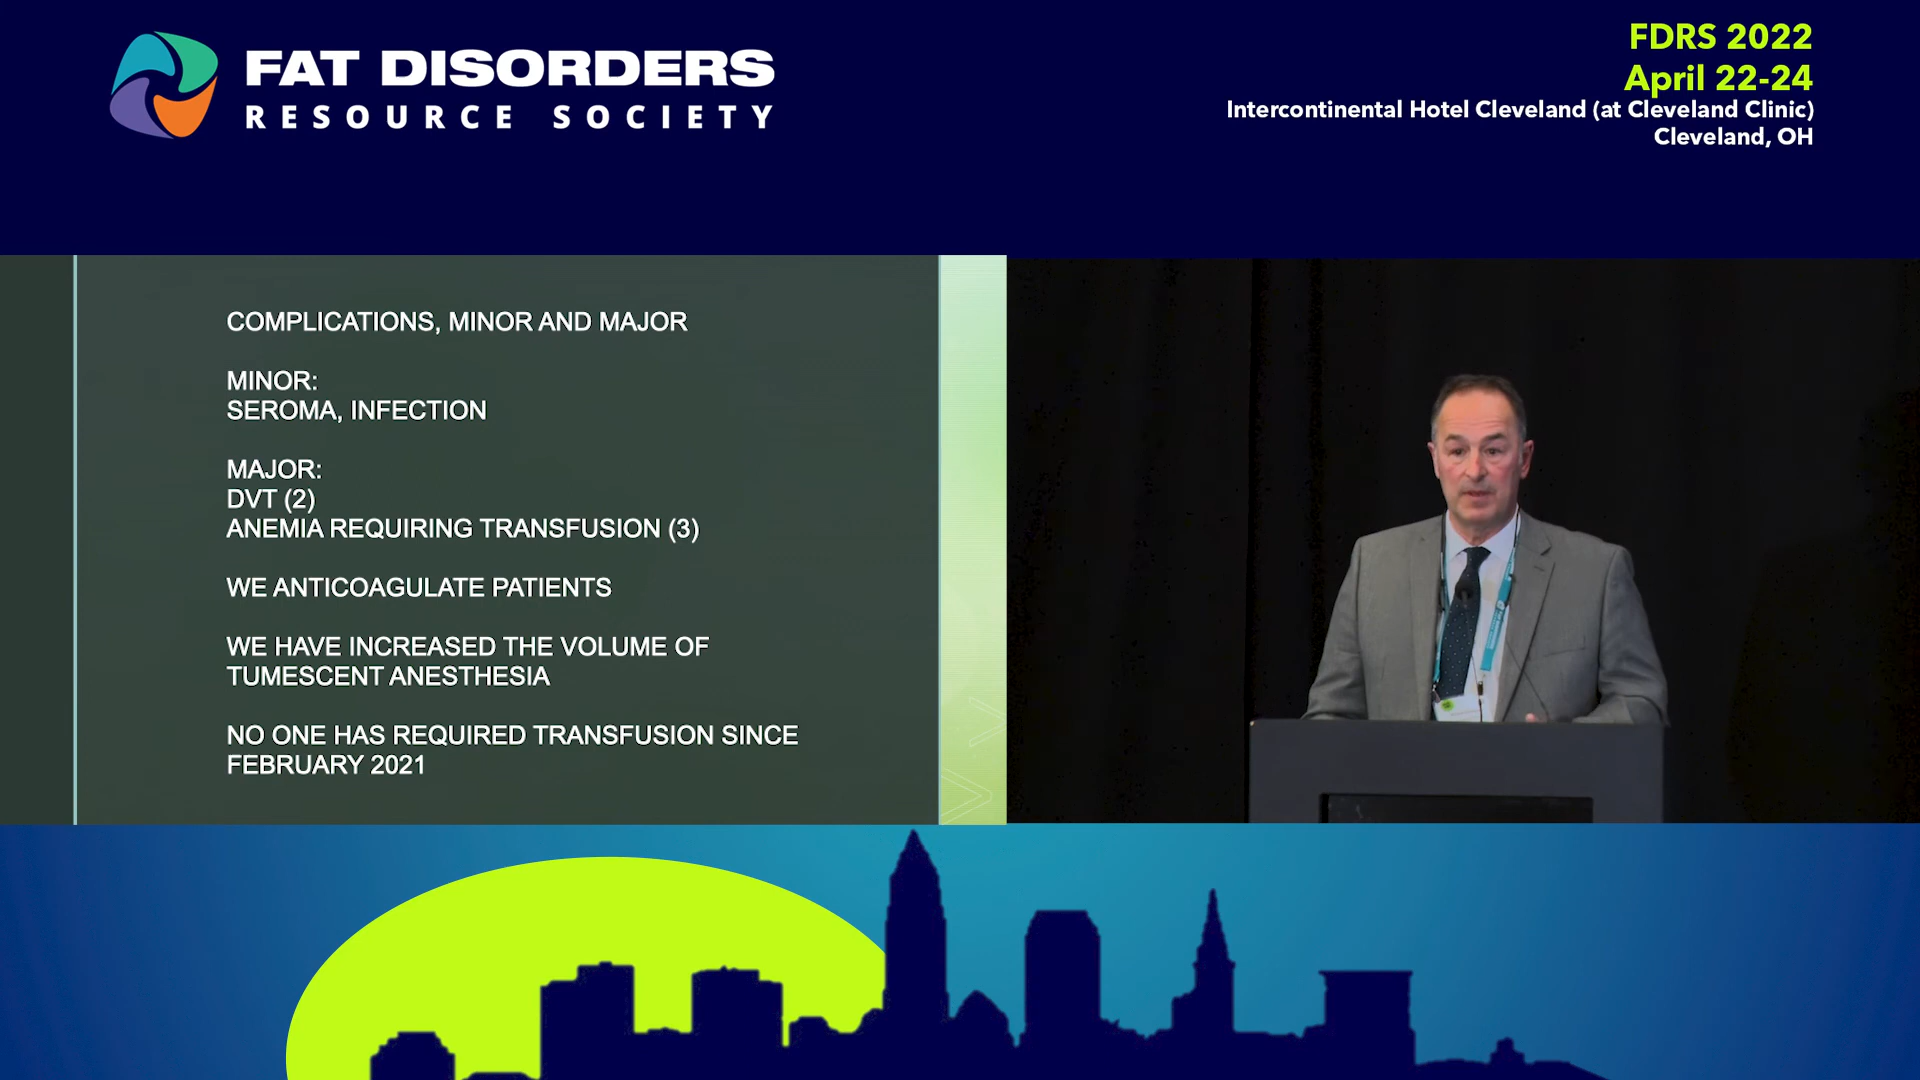 FAT DISORDERS
RESOURCE SOCIETY
FDRS 2022
April 22-24
Intercontinental Hotel Cleveland (at Cleveland Clinic)
Cleveland, OH
COMPLICATIONS, MINOR AND MAJOR
MINOR:
SEROMA, INFECTION
MAJOR:
DVT (2)
ANEMIA REQUIRING TRANSFUSION (3)
WE ANTICOAGULATE PATIENTS
WE HAVE INCREASED THE VOLUME OF
TUMESCENT ANESTHESIA
NO ONE HAS REQUIRED TRANSFUSION SINCE
FEBRUARY 2021